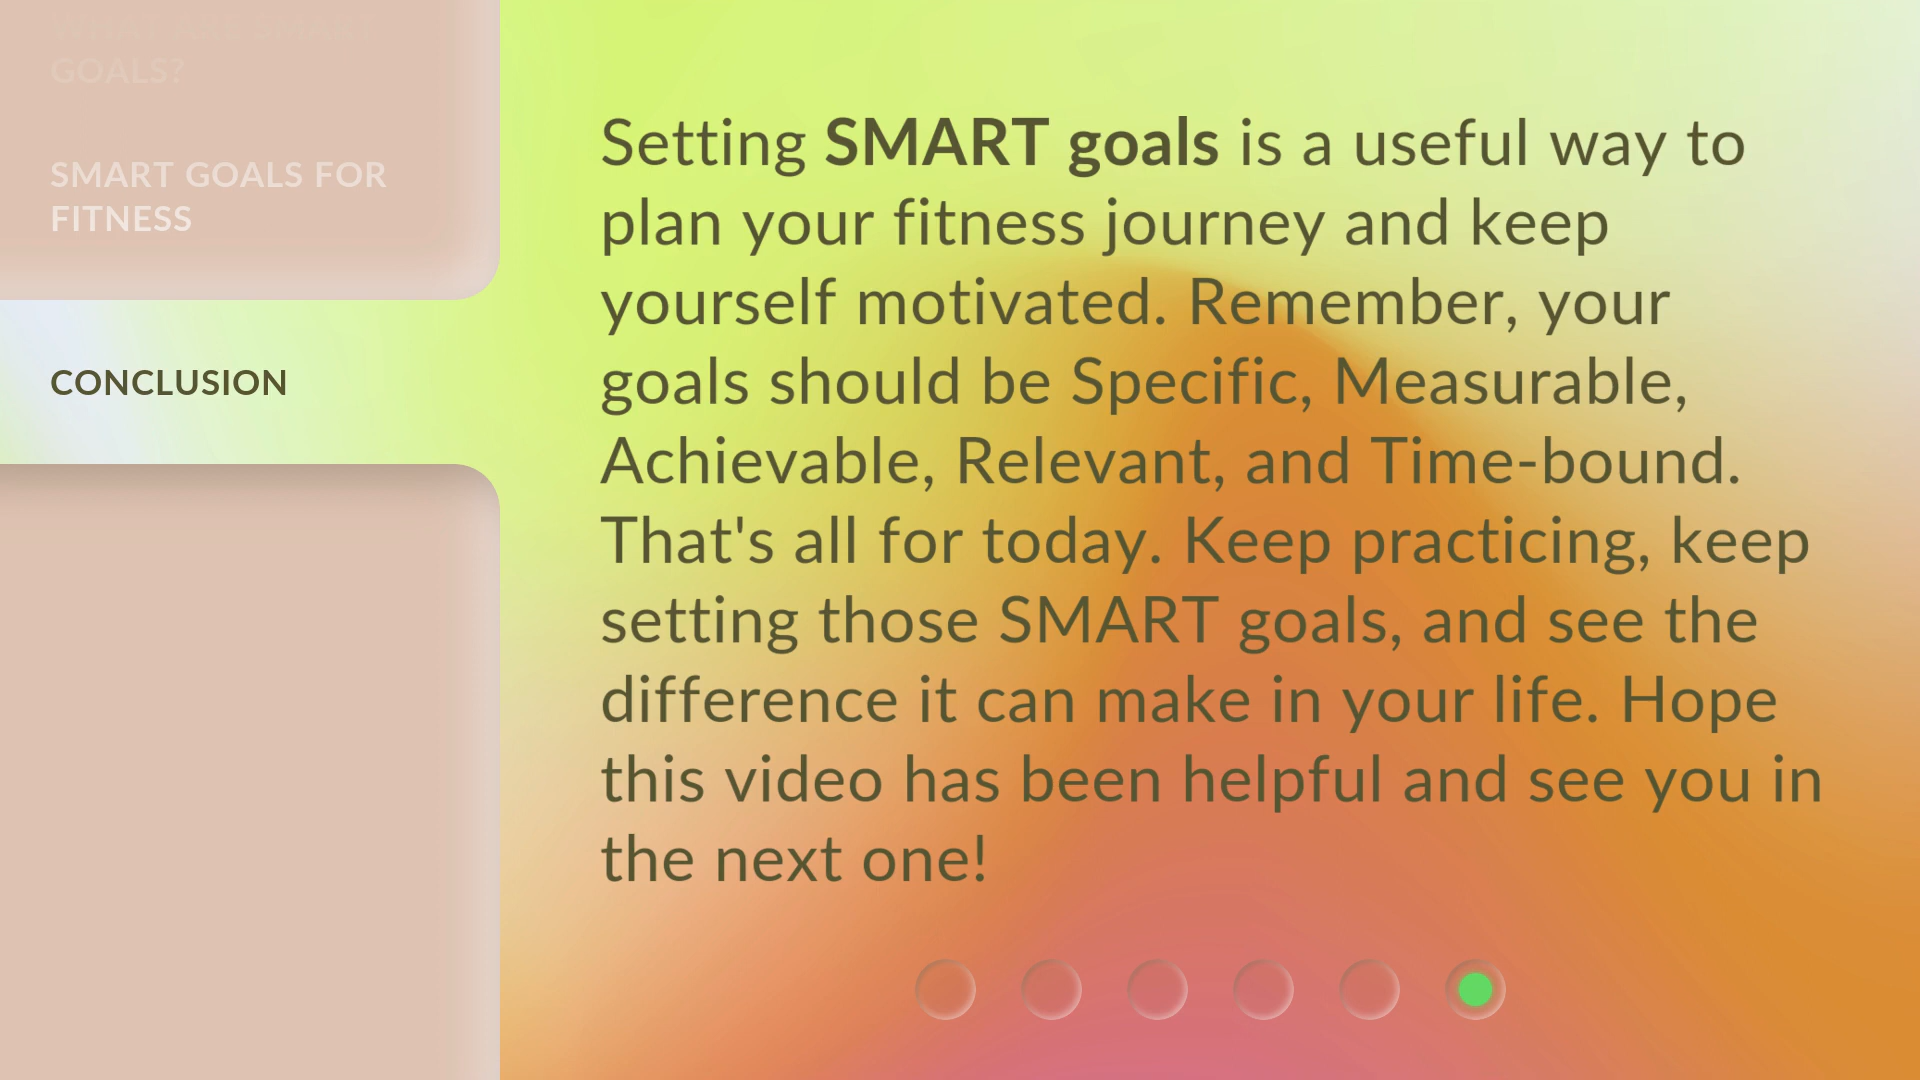 WHAT ARE SMART
GOALS?
SMART GOALS FOR
FITNESS
CONCLUSION
Setting SMART goals is a useful way to
plan your fitness journey and keep
yourself motivated. Remember, your
goals should be Specific, Measurable,
Achievable, Relevant, and Time-bound.
That's all for today. Keep practicing, keep
setting those SMART goals, and see the
difference it can make in your life. Hope
this video has been helpful and see you in
the next one!